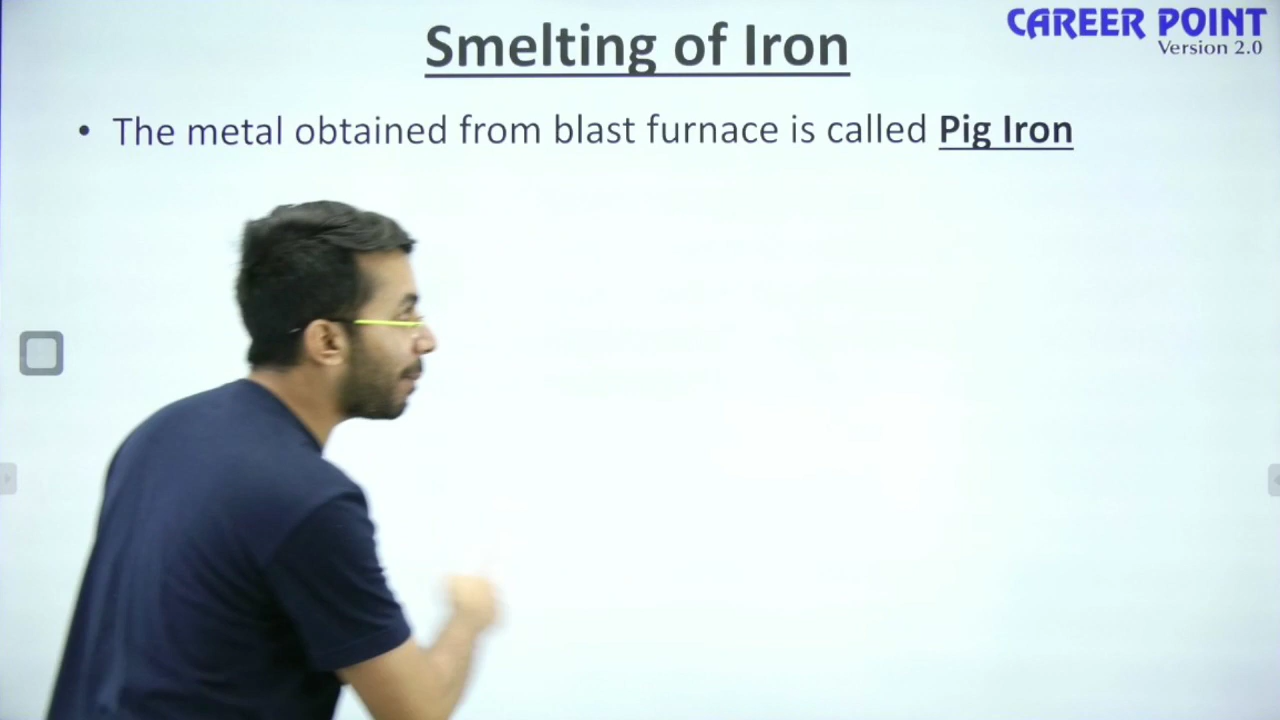 Smelting of Iron
CAREER POINT
Version 2.0
• The metal obtained from blast furnace is called Pig Iron